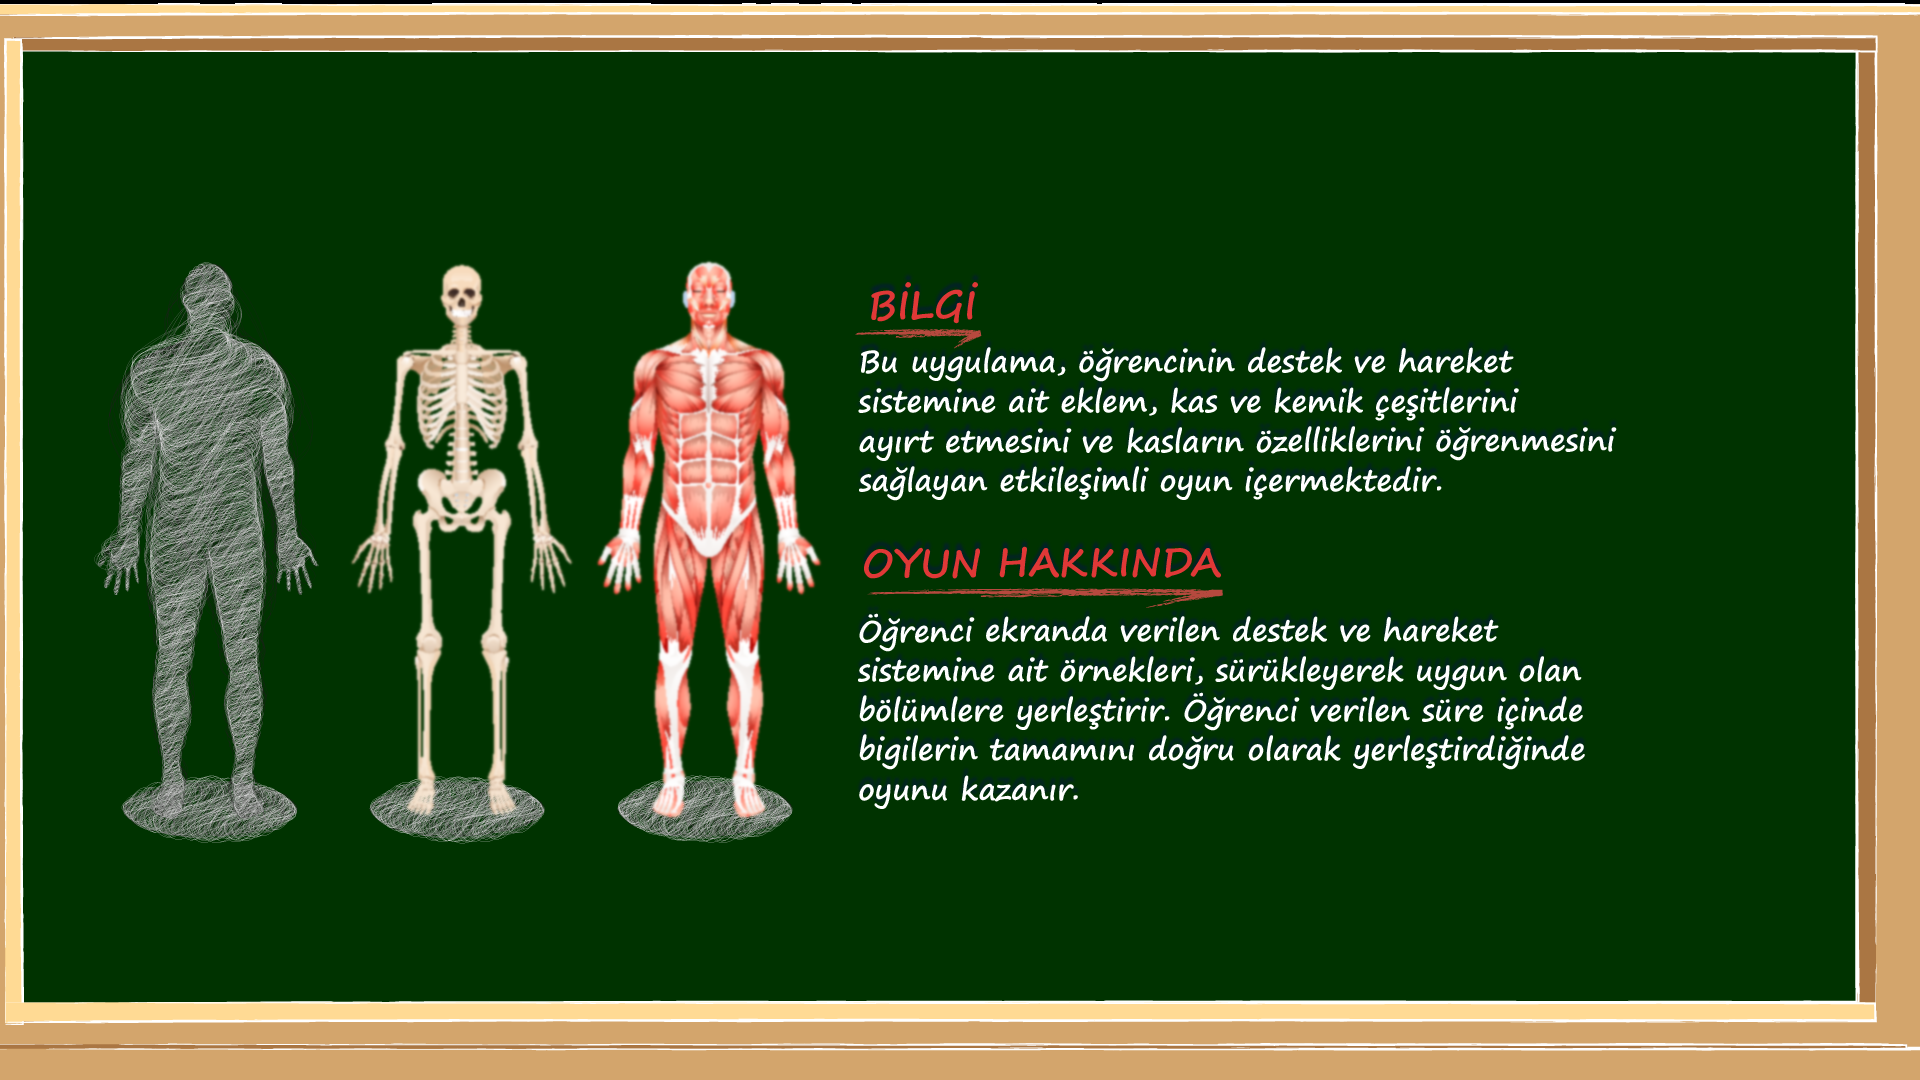 BİLGİ
Bu uygulama, öğrencinin destek ve hareket
sistemine ait eklem, kas ve kemik çeşitlerini
ayırt etmesini ve kasların özelliklerini öğrenmesini
sağlayan etkileşimli oyun içermektedir.
OYUN HAKKINDA
Öğrenci ekranda verilen destek ve hareket
sistemine ait örnekleri, sürükleyerek uygun olan
bölümlere yerleştirir. Öğrenci verilen süre içinde
bigilerin tamamını doğru olarak yerleştirdiğinde
oyunu kazanır.